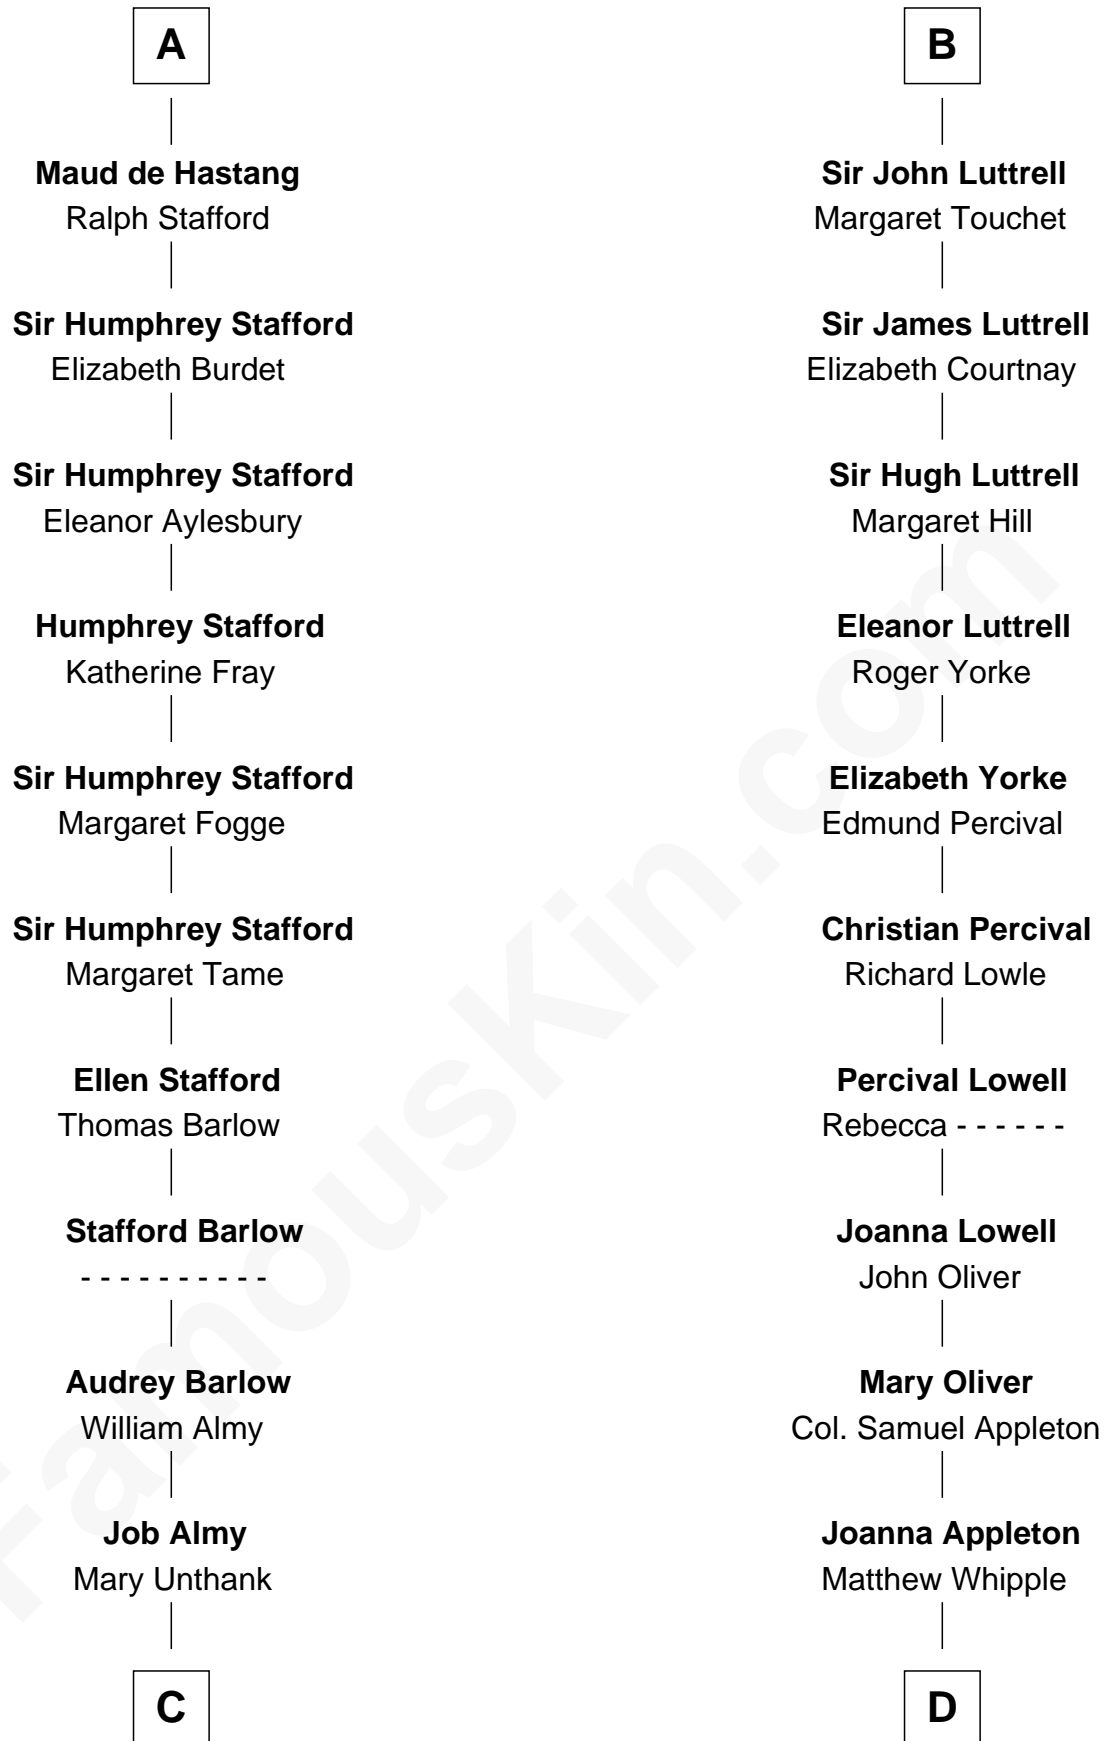 A
Maud de Hastang
Ralph Stafford
Sir Humphrey Stafford
Elizabeth Burdet
Sir Humphrey Stafford
Eleanor Aylesbury
Humphrey Stafford
Katherine Fray
Sir Humphrey Stafford
Margaret Fogge
Sir Humphrey Stafford
Margaret Tame
Ellen Stafford
Thomas Barlow
Stafford Barlow
- - - - - - - - - -
Audrey Barlow
William Almy
Job Almy
Mary Unthank
C
B
Sir John Luttrell
Margaret Touchet
Sir James Luttrell
Elizabeth Courtnay
Sir Hugh Luttrell
Margaret Hill
Eleanor Luttrell
Roger Yorke
Elizabeth Yorke
Edmund Percival
Christian Percival
Richard Lowle
Percival Lowell
Rebecca - - - - - -
Joanna Lowell
John Oliver
Mary Oliver
Col. Samuel Appleton
Joanna Appleton
Matthew Whipple
D
FamousKin.com